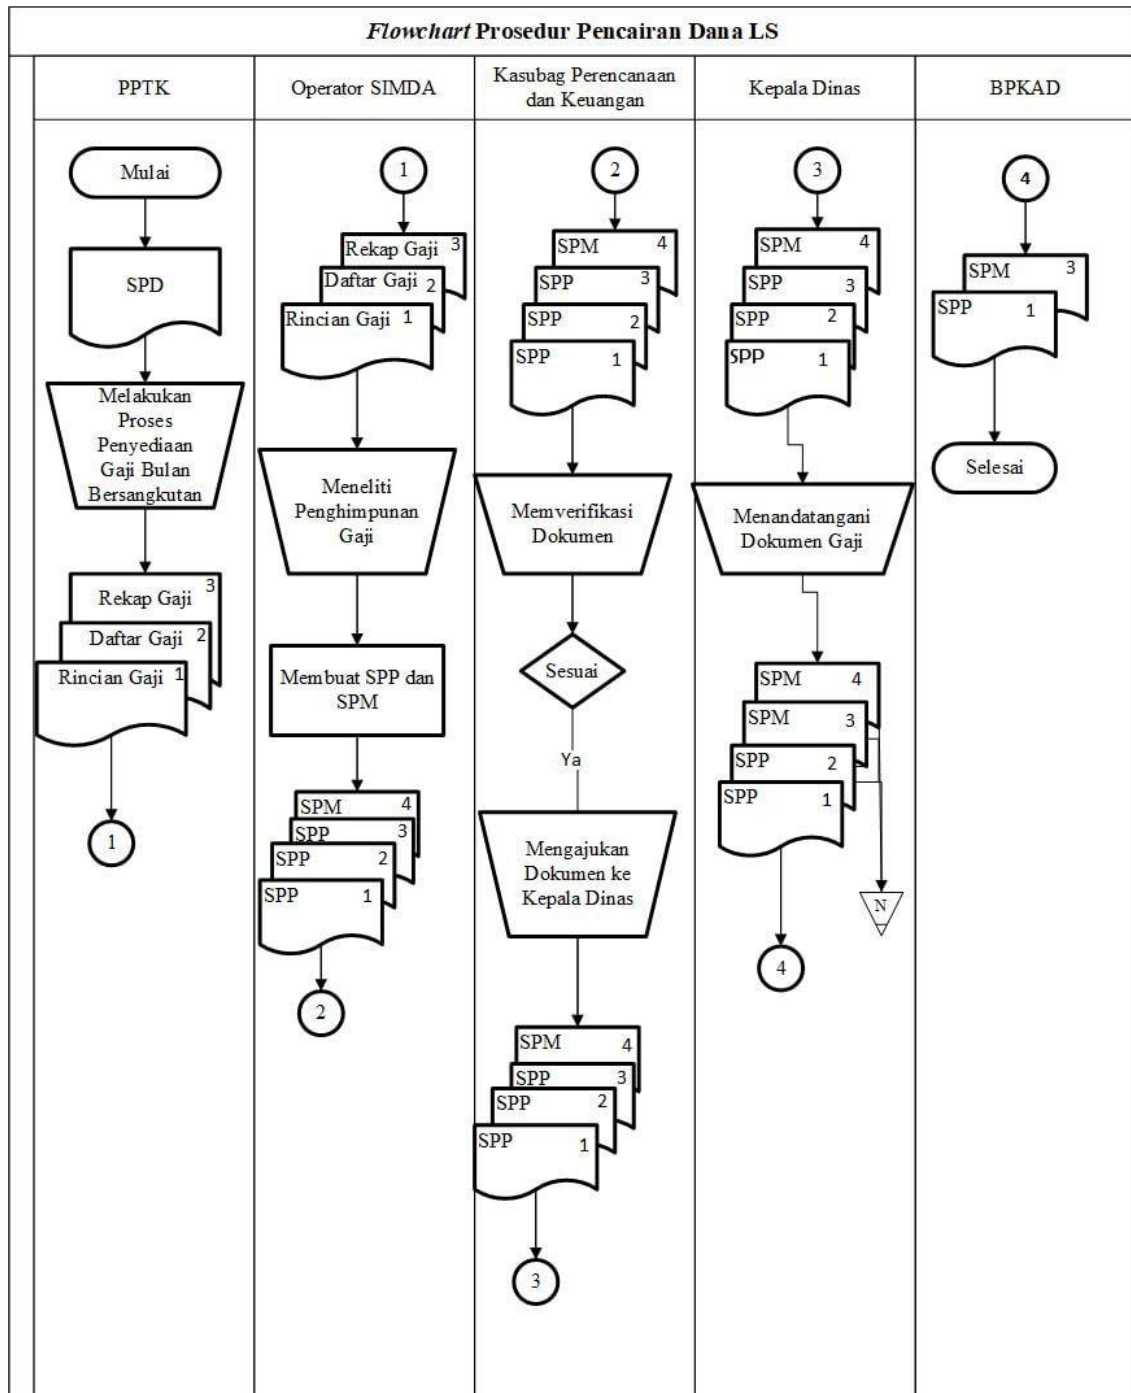 Flowchart Prosedur Pencairan Dana LS
PPTK
Operator SIMDA
Kasubag Perencanaan
dan Keuangan
Kepala Dinas
BPKAD
Mulai
SPD
Melakukan
Proses
Penyediaan
Gaji Bulan
Bersangkutan
Rekap Gaji 3
Daftar Gaji 2
Rincian Gaji 1
1
1
Rekap Gaji 3
Daftar Gaji 2
Rincian Gaji 1
Meneliti
Penghimpunan
Gaji
Membuat SPP dan
SPM
SPM 4
SPP 3
SPP 2
SPP 1
2
2
SPM 4
SPP 3
SPP 2
SPP 1
Memverifikasi
Dokumen
Sesuai
Ya
Mengajukan
Dokumen ke
Kepala Dinas
SPM 4
SPP 3
SPP 2
SPP 1
3
3
SPM 4
SPP 3
SPP 2
SPP 1
Menandatangani
Dokumen Gaji
SPM 4
SPM 3
SPP 2
SPP 1
N
4
4
SPM 3
SPP 1
Selesai